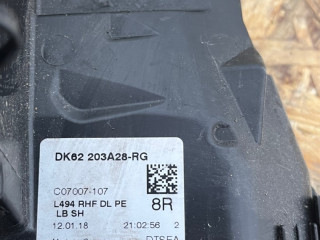 DK62 203A28-RG
C07007-107
L494 RHF DL PE 8R
LB SH
12.01.18 21:02:56 2